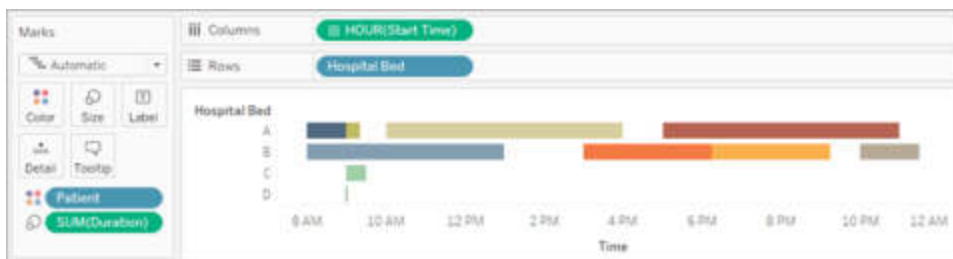 Marks
Automatic
Color Size Label
Detail Tooltip
Patient
SUM(Duration)
Columns HOUR(Start Time)
Rows Hospital Bed
Hospital Bed
A
B
C
D
8 AM 10 AM 12 PM 2 PM 4 PM 6 PM 8 PM 10 PM 12 AM
Time